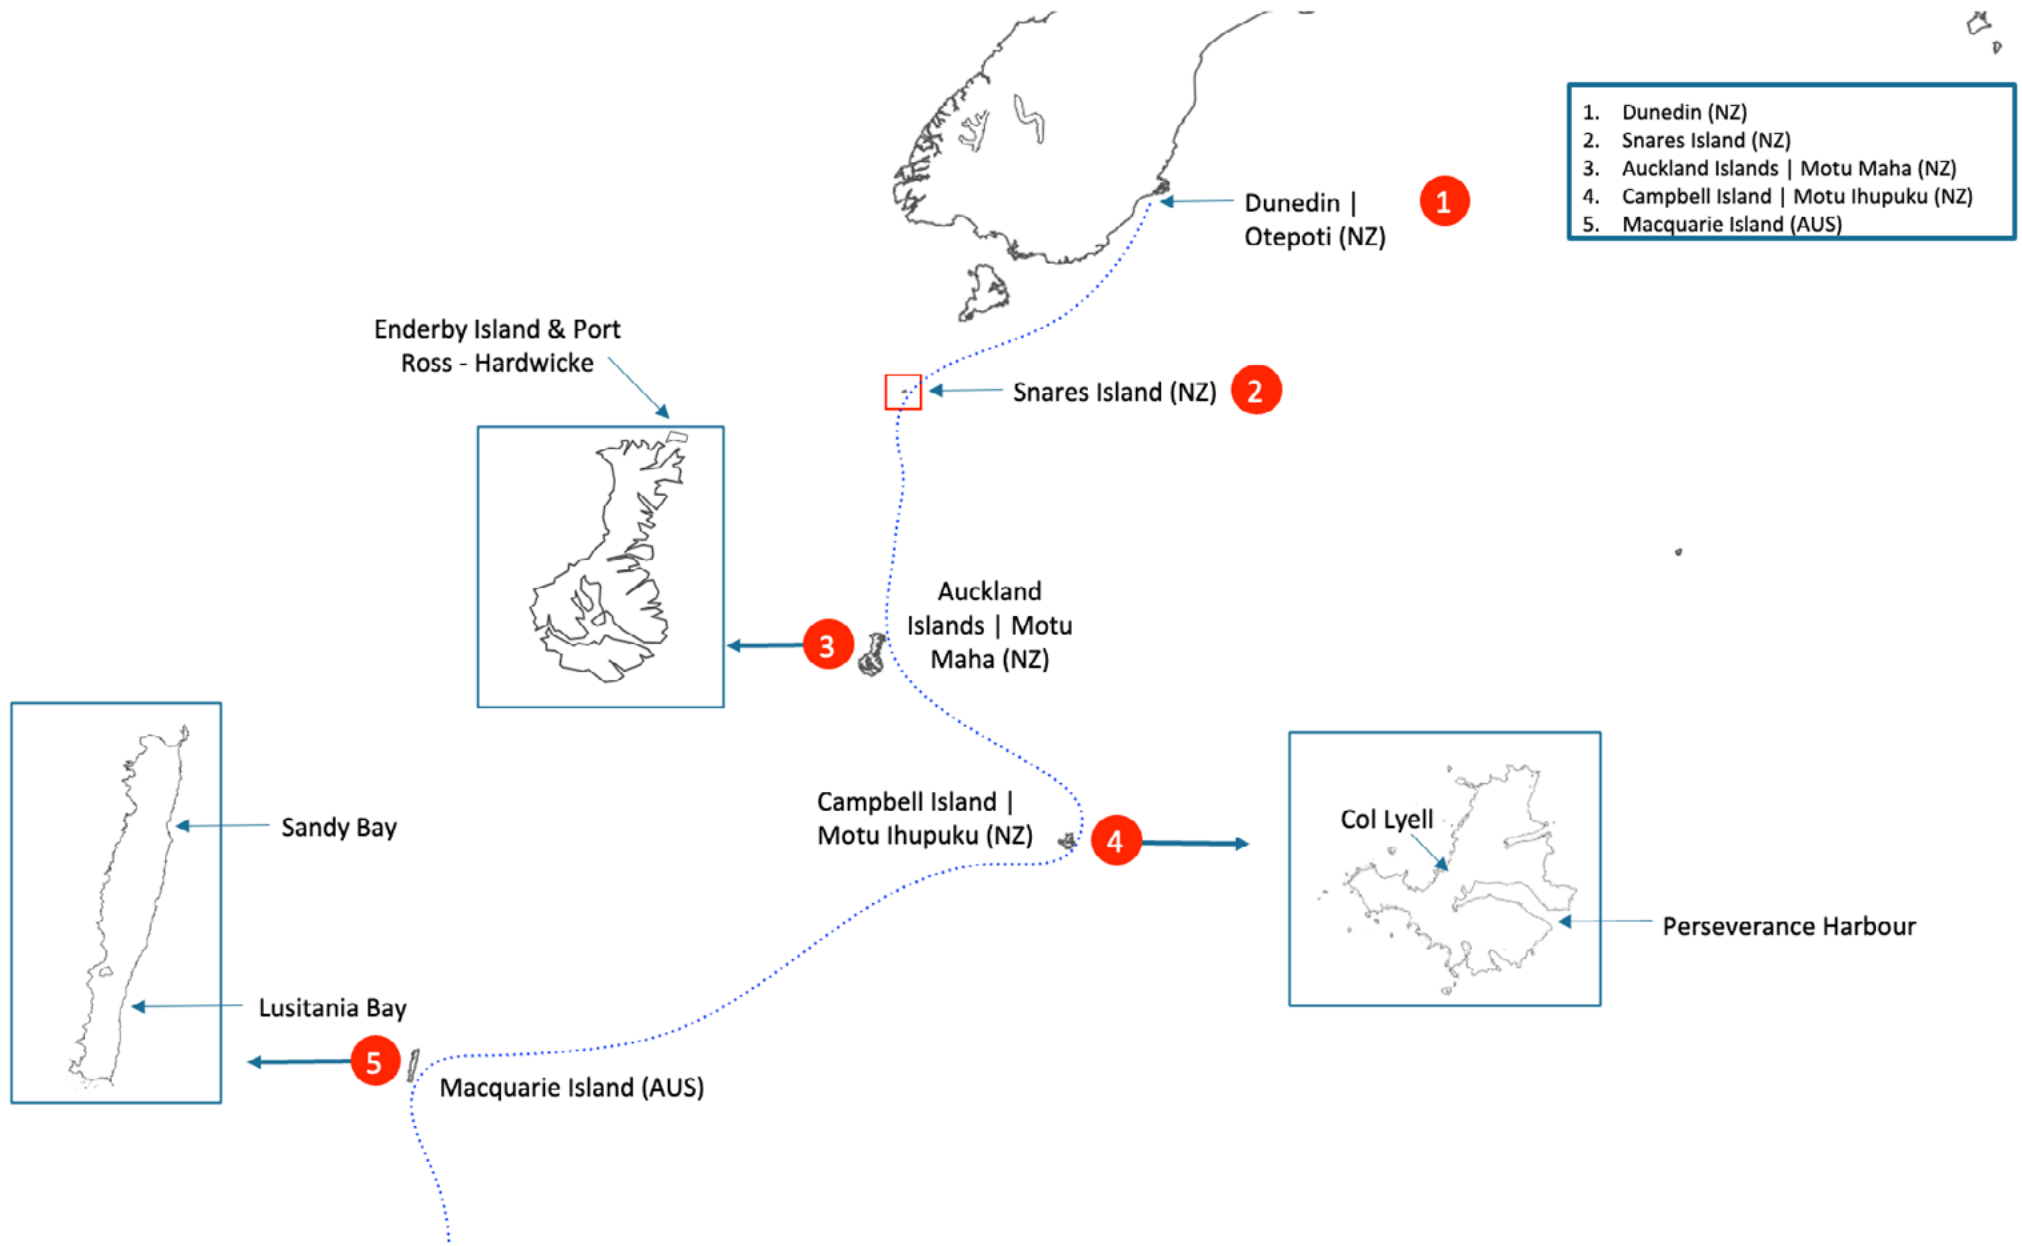 1. Dunedin (NZ)
2. Snares Island (NZ)
3. Auckland Islands | Motu Maha (NZ)
4. Campbell Island | Motu Ihupuku (NZ)
5. Macquarie Island (AUS)
Dunedin |
Otepoti (NZ)
1
Enderby Island & Port
Ross - Hardwicke
Snares Island (NZ)
2
Auckland
Islands | Motu
Maha (NZ)
3
Campbell Island |
Motu Ihupuku (NZ)
4
Col Lyell
Perseverance Harbour
Sandy Bay
Lusitania Bay
5
Macquarie Island (AUS)